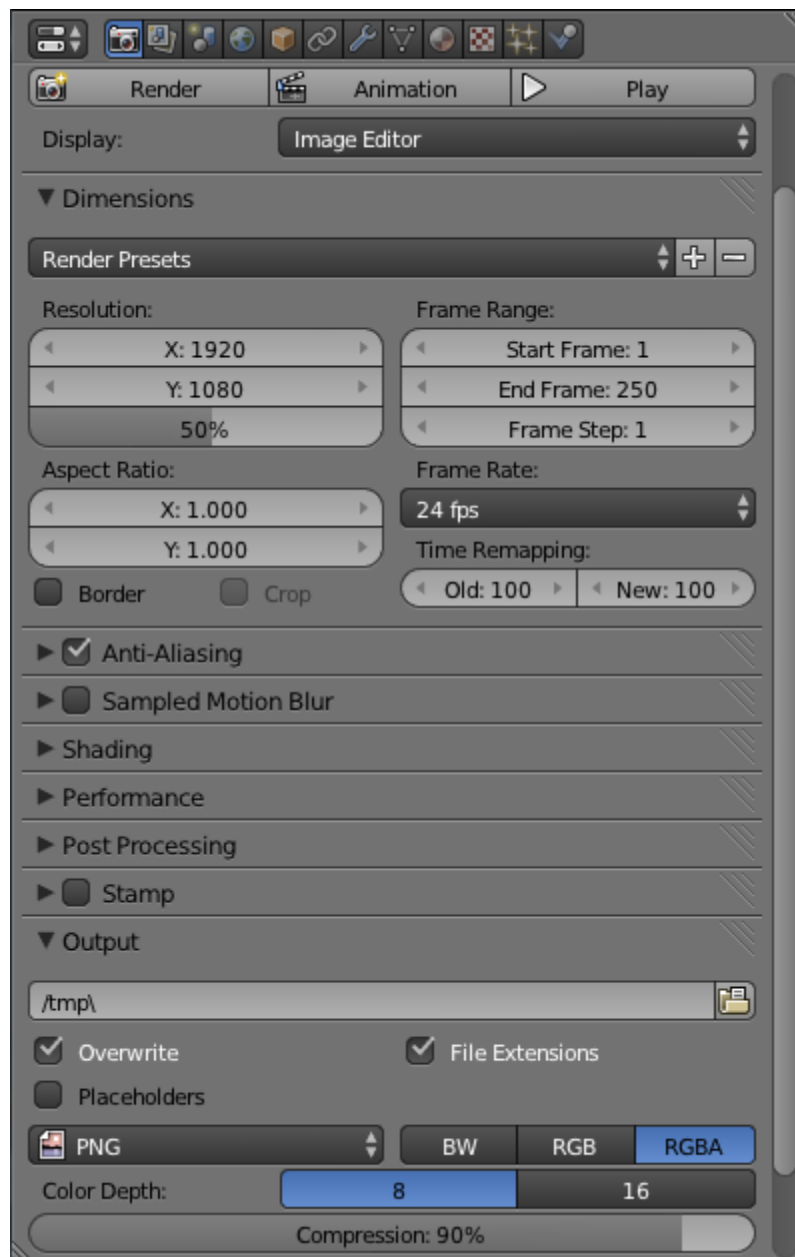 Render Animation Play
Display: Image Editor
Dimensions
Render Presets
Resolution: Frame Range:
X: 1920 Start Frame: 1
Y: 1080 End Frame: 250
50% Frame Step: 1
Aspect Ratio: Frame Rate:
X: 1.000 24 fps
Y: 1.000 Time Remapping:
Border Crop Old: 100 New: 100
Anti-Aliasing
Sampled Motion Blur
Shading
Performance
Post Processing
Stamp
Output
/tmp\
Overwrite File Extensions
Placeholders
PNG BW RGB RGBA
Color Depth: 8 16
Compression: 90%